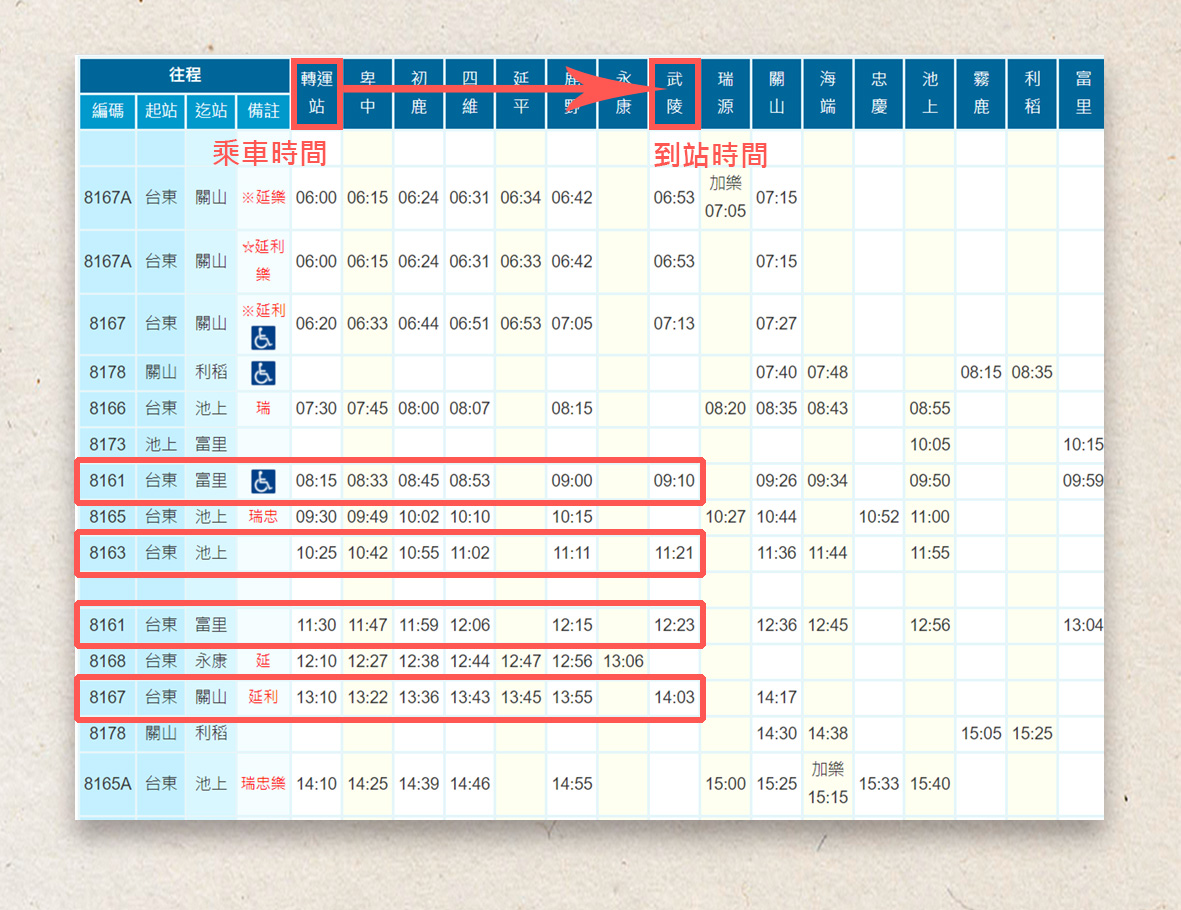 往程 轉運站 卑中 初鹿 四維 延平 鹿野 永康 武陵 瑞源 關山 海端 忠慶 池上 霧鹿 利稻 富里
編碼 起站 迄站 備註
乘車時間 到站時間
8167A 台東 關山 ※延樂 06:00 06:15 06:24 06:31 06:34 06:42 06:53 加樂 07:05 07:15
8167A 台東 關山 ☆延利樂 06:00 06:15 06:24 06:31 06:33 06:42 06:53 07:15
8167 台東 關山 ※延利 06:20 06:33 06:44 06:51 06:53 07:05 07:13 07:27
8178 關山 利稻 07:40 07:48 08:15 08:35
8166 台東 池上 瑞 07:30 07:45 08:00 08:07 08:15 08:20 08:35 08:43 08:55
8173 池上 富里 10:05 10:15
8161 台東 富里 08:15 08:33 08:45 08:53 09:00 09:10 09:26 09:34 09:50 09:59
8165 台東 池上 瑞忠 09:30 09:49 10:02 10:10 10:15 10:27 10:44 10:52 11:00
8163 台東 池上 10:25 10:42 10:55 11:02 11:11 11:21 11:36 11:44 11:55
8161 台東 富里 11:30 11:47 11:59 12:06 12:15 12:23 12:36 12:45 12:56 13:04
8168 台東 永康 延 12:10 12:27 12:38 12:44 12:47 12:56 13:06
8167 台東 關山 延利 13:10 13:22 13:36 13:43 13:45 13:55 14:03 14:17
8178 關山 利稻 14:30 14:38 15:05 15:25
8165A 台東 池上 瑞忠樂 14:10 14:25 14:39 14:46 14:55 15:00 15:25 加樂 15:15 15:33 15:40